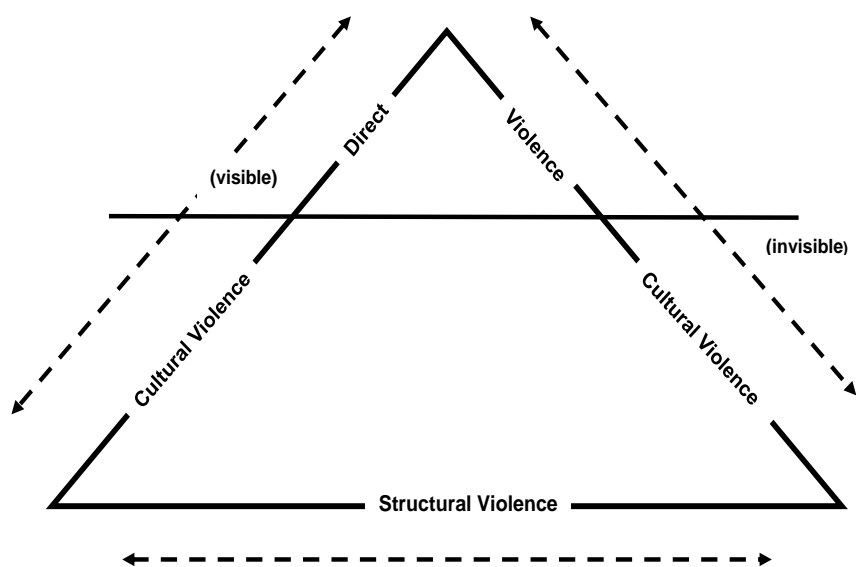 Direct
Violence
(visible)
(invisible)
Cultural Violence
Cultural Violence
Structural Violence